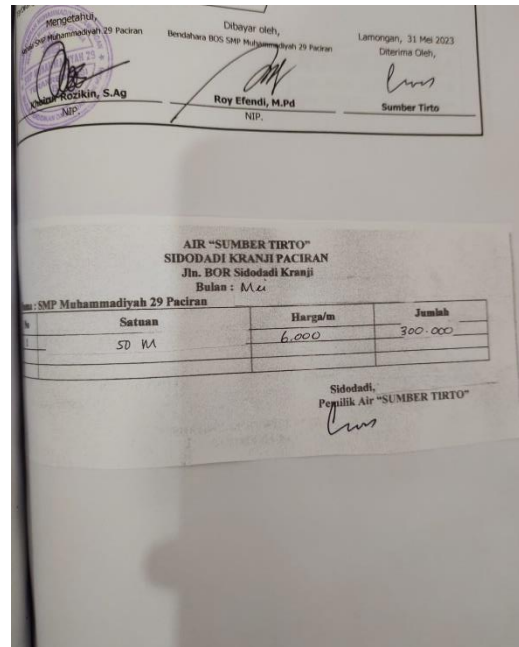 Mengetahui,
SMP Muhammadiyah 29 Paciran
Rozikin, S.Ag
NIP.
Dibayar oleh,
Bendahara BOS SMP Muhammadiyah 29 Paciran
Roy Efendi, M.Pd
NIP.
Lamongan, 31 Mei 2023
Diterima Oleh,
Sumber Tirto
AIR "SUMBER TIRTO"
SIDODADI KRANJI PACIRAN
Jln. BOR Sidodadi Kranji
Bulan : Mei
: SMP Muhammadiyah 29 Paciran
Satuan Harga/m Jumlah
50 M 6.000 300.000
Sidodadi,
Pemilik Air "SUMBER TIRTO"